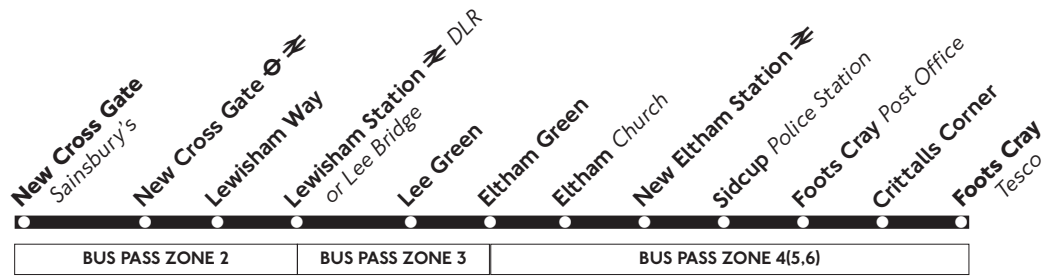 New Cross Gate
Sainsbury's
New Cross Gate
Lewisham Way
Lewisham Station DLR
or Lee Bridge
Lee Green
Eltham Green
Eltham Church
New Eltham Station
Sidcup Police Station
Foots Cray Post Office
Crittalls Corner
Foots Cray
Tesco
BUS PASS ZONE 2
BUS PASS ZONE 3
BUS PASS ZONE 4(5,6)